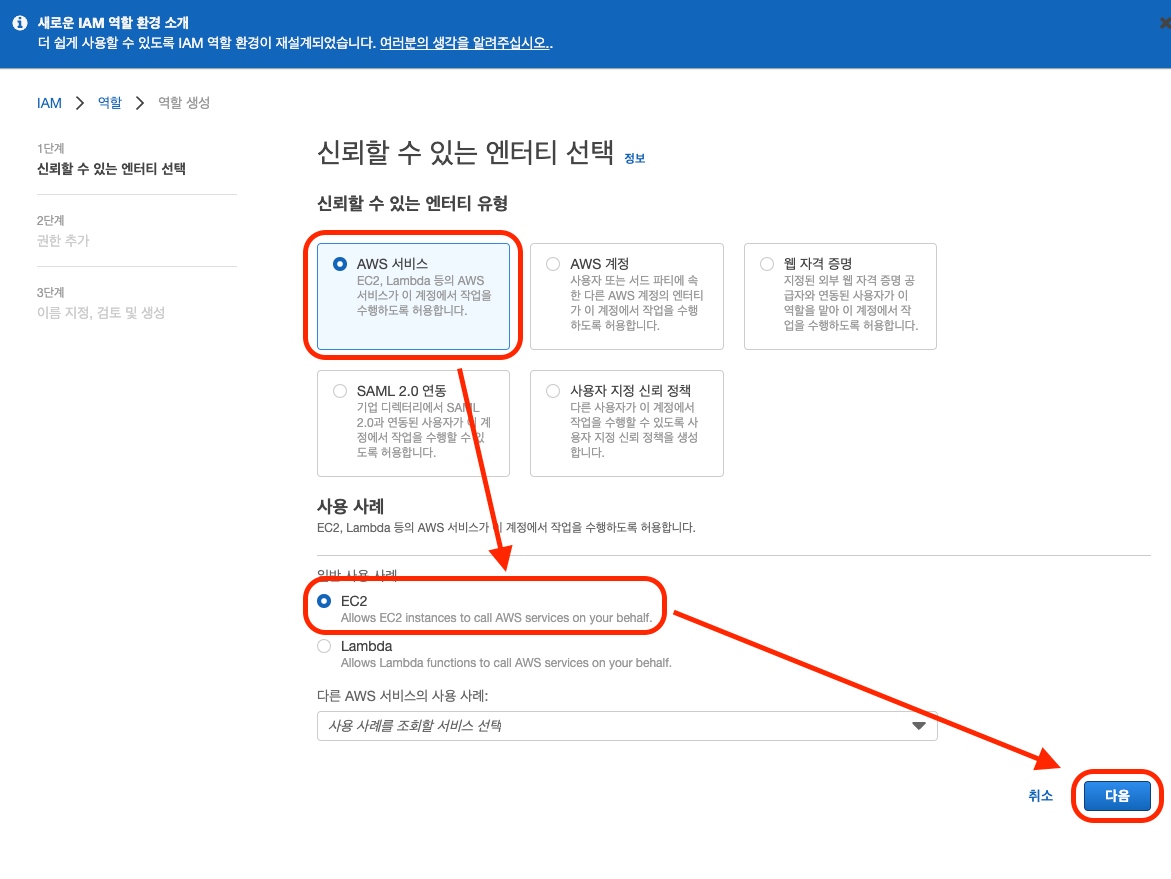 새로운 IAM 역할 환경 소개
더 쉽게 사용할 수 있도록 IAM 역할 환경이 재설계되었습니다. 여러분의 생각을 알려주십시오..
IAM 역할 역할 생성
1단계
신뢰할 수 있는 엔터티 선택
2단계
권한 추가
3단계
이름 지정, 검토 및 생성
신뢰할 수 있는 엔터티 선택 정보
신뢰할 수 있는 엔터티 유형
AWS 서비스
EC2, Lambda 등의 AWS
서비스가 이 계정에서 작업을
수행하도록 허용합니다.
AWS 계정
사용자 또는 서드 파티에 속
한 다른 AWS 계정의 엔터티
가 이 계정에서 작업을 수행
하도록 허용합니다.
웹 자격 증명
지정된 외부 웹 자격 증명 공
급자와 연동된 사용자가 이
역할을 맡아 이 계정에서 작
업을 수행하도록 허용합니다.
SAML 2.0 연동
기업 디렉터리에서 SAML
2.0과 연동된 사용자가 이 계
정에서 작업을 수행할 수 있
도록 허용합니다.
사용자 지정 신뢰 정책
다른 사용자가 이 계정에서
작업을 수행할 수 있도록 사
용자 지정 신뢰 정책을 생성
합니다.
사용 사례
EC2, Lambda 등의 AWS 서비스가 이 계정에서 작업을 수행하도록 허용합니다.
일반 사용 사례
EC2
Allows EC2 instances to call AWS services on your behalf.
Lambda
Allows Lambda functions to call AWS services on your behalf.
다른 AWS 서비스의 사용 사례:
사용 사례를 조회할 서비스 선택
취소
다음